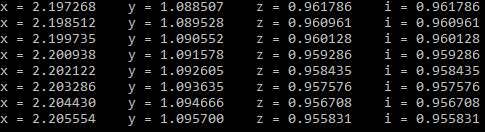 x = 2.197268 y = 1.088507 z = 0.961786 i = 0.961786
x = 2.198512 y = 1.089528 z = 0.960961 i = 0.960961
x = 2.199735 y = 1.090552 z = 0.960128 i = 0.960128
x = 2.200938 y = 1.091578 z = 0.959286 i = 0.959286
x = 2.202122 y = 1.092605 z = 0.958435 i = 0.958435
x = 2.203286 y = 1.093635 z = 0.957576 i = 0.957576
x = 2.204430 y = 1.094666 z = 0.956708 i = 0.956708
x = 2.205554 y = 1.095700 z = 0.955831 i = 0.955831